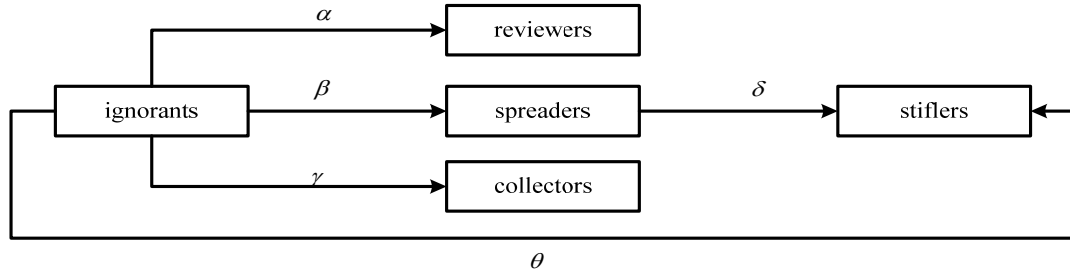 α
reviewers
ignorants
β
spreaders
δ
stiflers
γ
collectors
θ